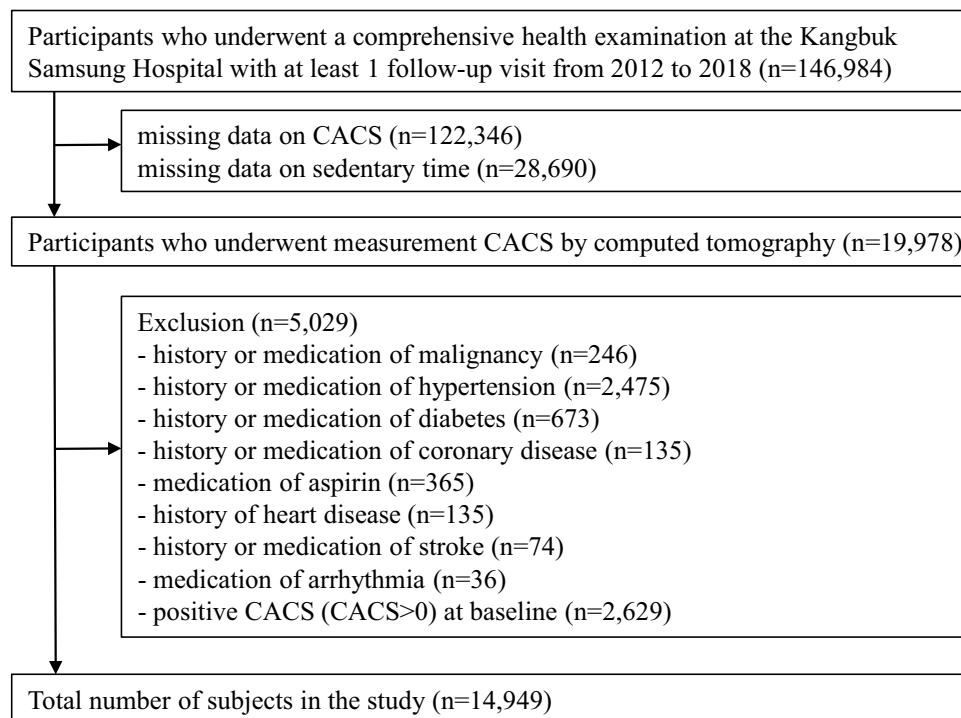 Participants who underwent a comprehensive health examination at the Kangbuk
Samsung Hospital with at least 1 follow-up visit from 2012 to 2018 (n=146,984)
missing data on CACS (n=122,346)
missing data on sedentary time (n=28,690)
Participants who underwent measurement CACS by computed tomography (n=19,978)
Exclusion (n=5,029)
- history or medication of malignancy (n=246)
- history or medication of hypertension (n=2,475)
- history or medication of diabetes (n=673)
- history or medication of coronary disease (n=135)
- medication of aspirin (n=365)
- history of heart disease (n=135)
- history or medication of stroke (n=74)
- medication of arrhythmia (n=36)
- positive CACS (CACS>0) at baseline (n=2,629)
Total number of subjects in the study (n=14,949)